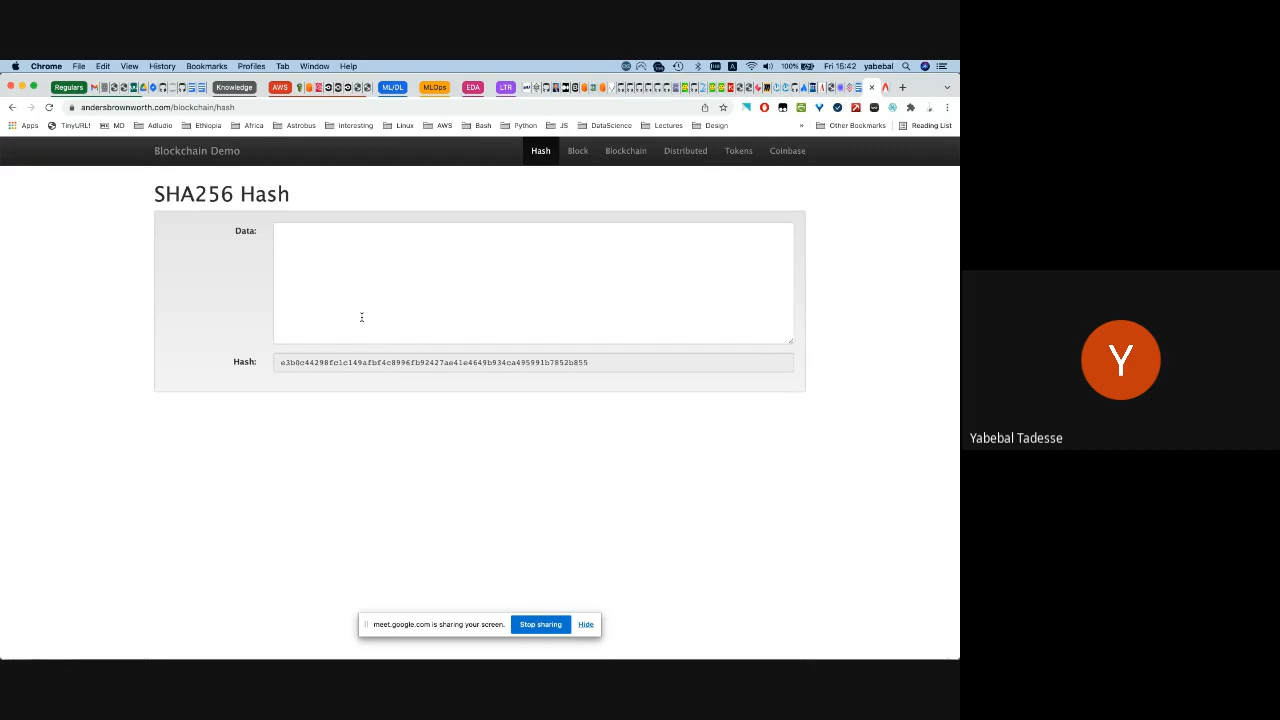 Chrome File Edit View History Bookmarks Profiles Tab Window Help 100% Fri 15:42 yabebal
Regulars Knowledge AWS ML/DL MLOps EDA LTR
andersbrownworth.com/blockchain/hash
Apps TinyURL! MD Adludio Ethiopia Africa Astrobus Interesting Linux AWS Bash Python JS DataScience Lectures Design » Other Bookmarks Reading List
Blockchain Demo Hash Block Blockchain Distributed Tokens Coinbase
SHA256 Hash
Data:
Hash: e3b0c44298fc1c149afbf4c8996fb92427ae41e4649b934ca495991b7852b855
Y
Yabebal Tadesse
meet.google.com is sharing your screen. Stop sharing Hide